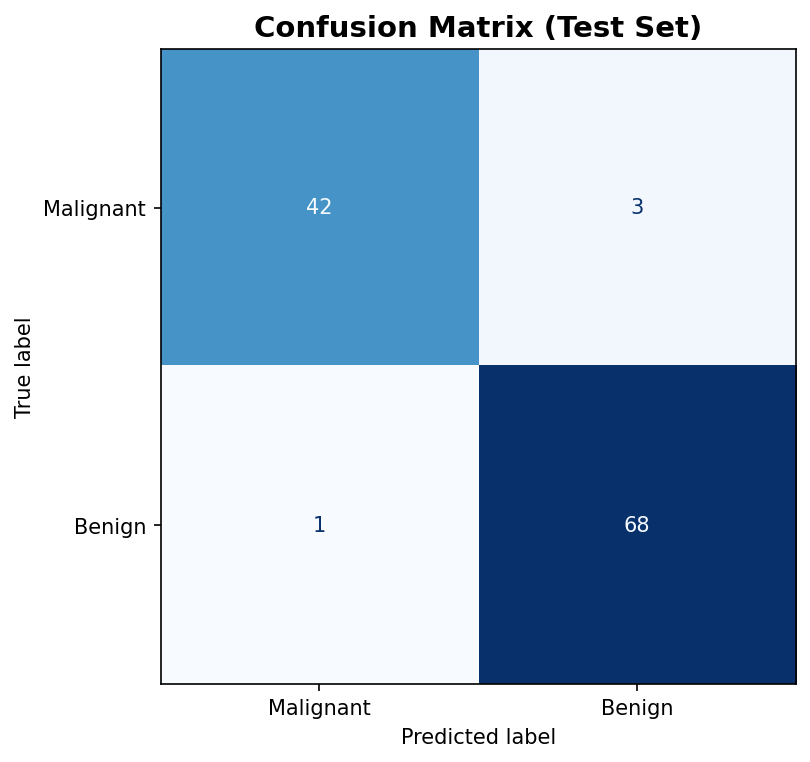 Confusion Matrix (Test Set)
True label
Malignant
42
3
Benign
1
68
Malignant
Benign
Predicted label